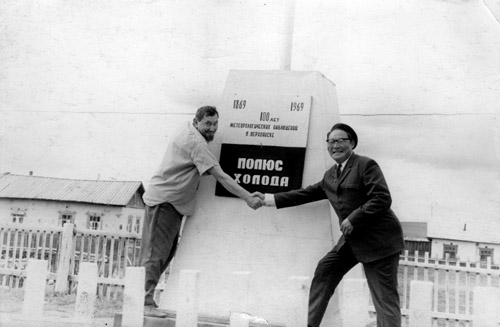 1869 1969
100 ЛЕТ
МЕТЕОРОЛОГИЧЕСКИХ НАБЛЮДЕНИЙ
В ВЕРХОЯНСКЕ
ПОЛЮС
ХОЛОДА